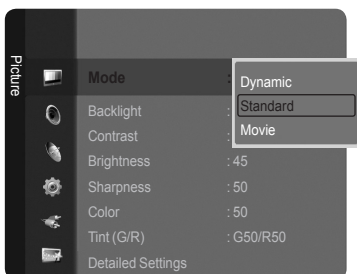 Picture
Mode :
Dynamic
Standard
Movie
Backlight :
Contrast :
Brightness : 45
Sharpness : 50
Color : 50
Tint (G/R) : G50/R50
Detailed Settings